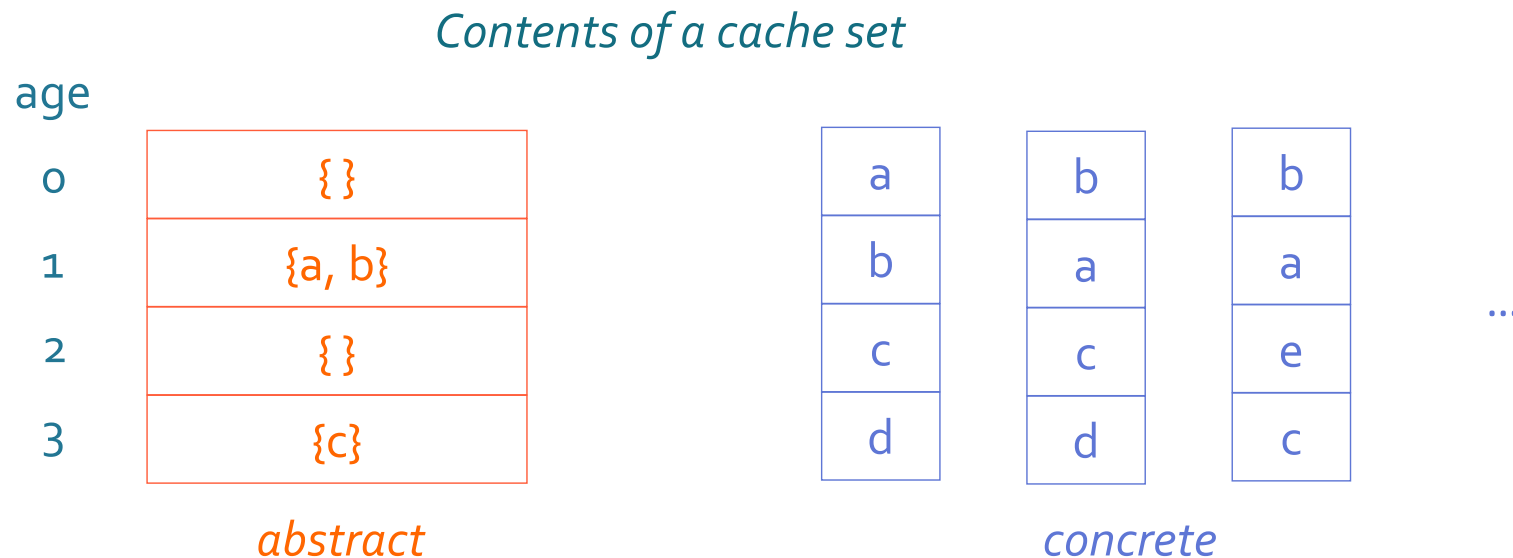 Contents of a cache set
age
0 { } a b b
1 {a, b} b a a
2 { } c c e ...
3 {c} d d c
abstract concrete